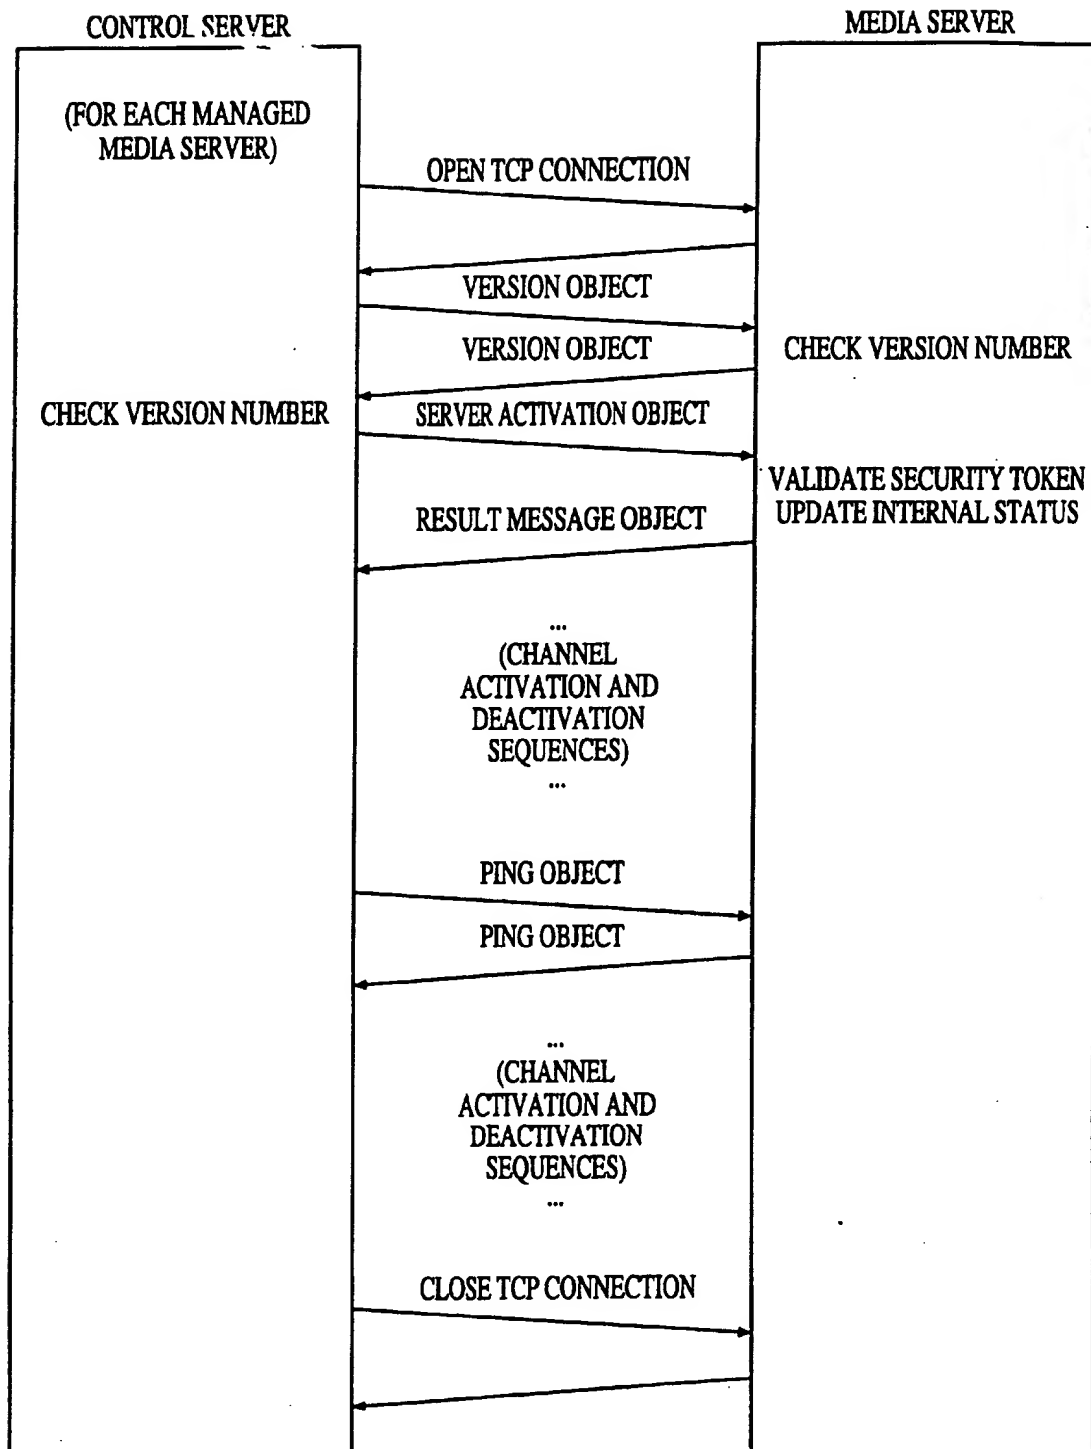 CONTROL SERVER
MEDIA SERVER
(FOR EACH MANAGED
MEDIA SERVER)
OPEN TCP CONNECTION
VERSION OBJECT
VERSION OBJECT
CHECK VERSION NUMBER
CHECK VERSION NUMBER
SERVER ACTIVATION OBJECT
VALIDATE SECURITY TOKEN
UPDATE INTERNAL STATUS
RESULT MESSAGE OBJECT
...
(CHANNEL
ACTIVATION AND
DEACTIVATION
SEQUENCES)
...
PING OBJECT
PING OBJECT
...
(CHANNEL
ACTIVATION AND
DEACTIVATION
SEQUENCES)
...
CLOSE TCP CONNECTION